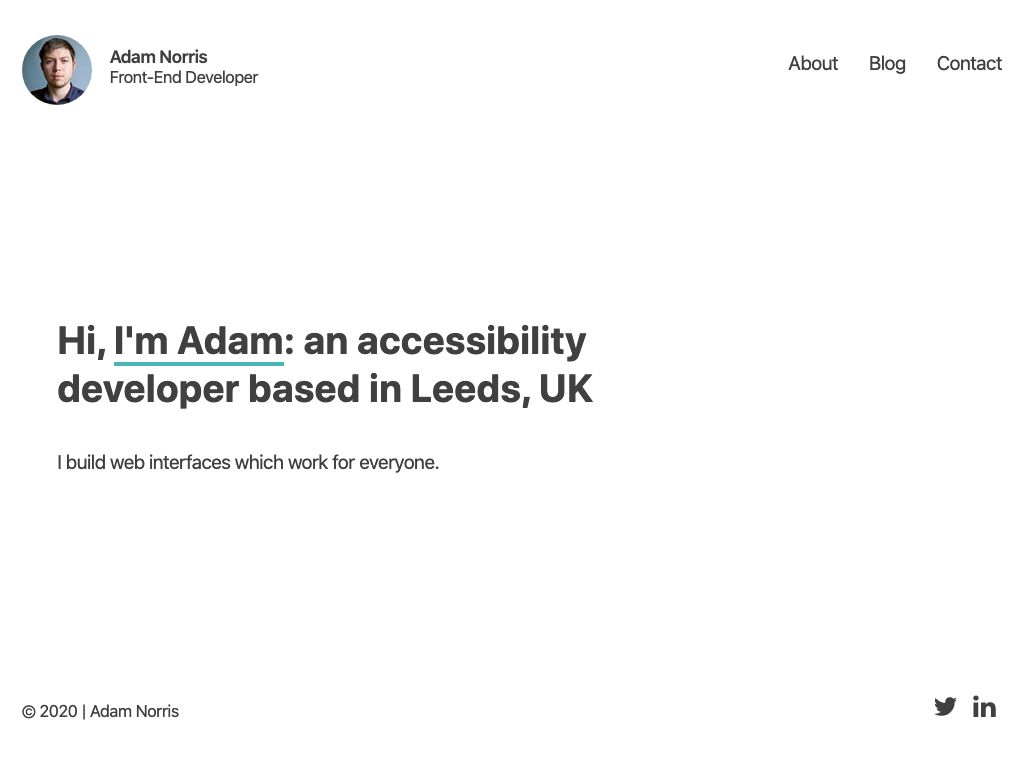 Adam Norris
Front-End Developer
About Blog Contact
Hi, I'm Adam: an accessibility
developer based in Leeds, UK
I build web interfaces which work for everyone.
© 2020 | Adam Norris
in